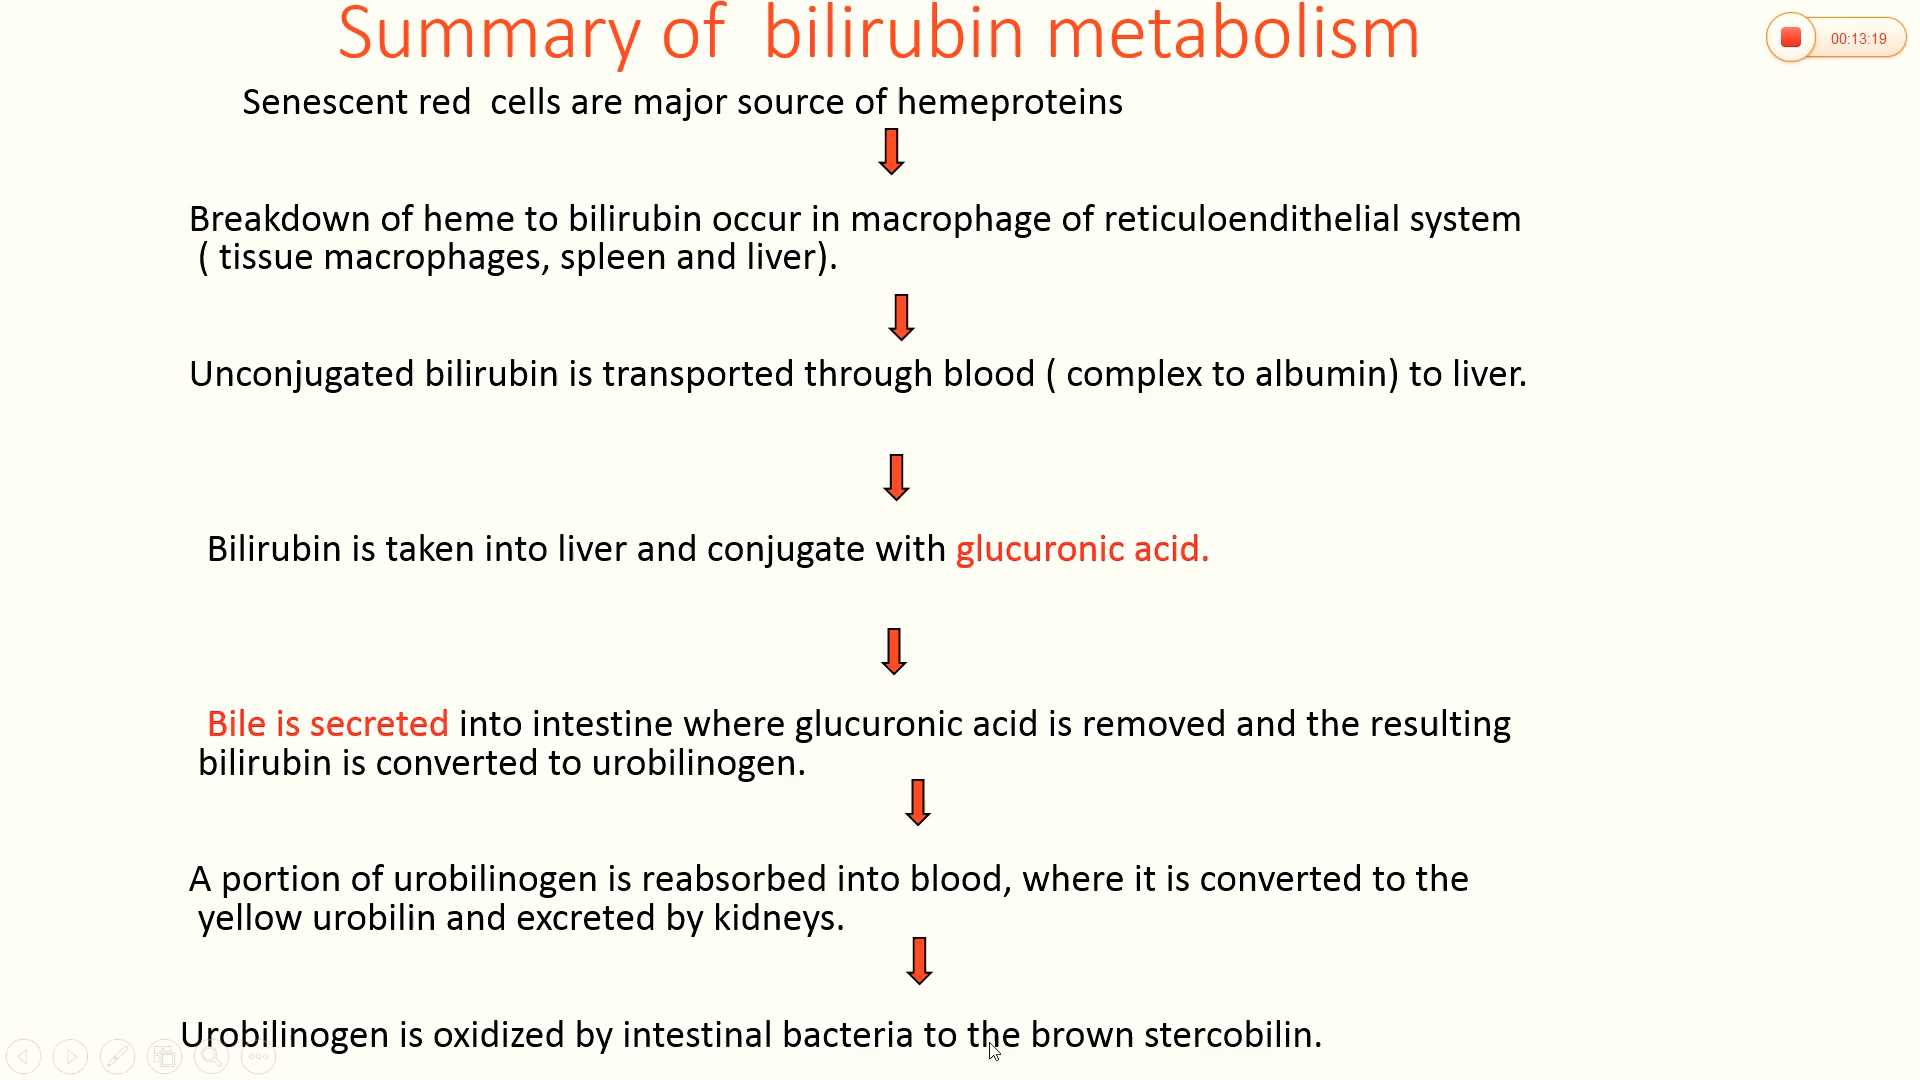 Summary of bilirubin metabolism
00:13:19
Senescent red cells are major source of hemeproteins
Breakdown of heme to bilirubin occur in macrophage of reticuloendithelial system
( tissue macrophages, spleen and liver).
Unconjugated bilirubin is transported through blood ( complex to albumin) to liver.
Bilirubin is taken into liver and conjugate with glucuronic acid.
Bile is secreted into intestine where glucuronic acid is removed and the resulting
bilirubin is converted to urobilinogen.
A portion of urobilinogen is reabsorbed into blood, where it is converted to the
yellow urobilin and excreted by kidneys.
Urobilinogen is oxidized by intestinal bacteria to the brown stercobilin.